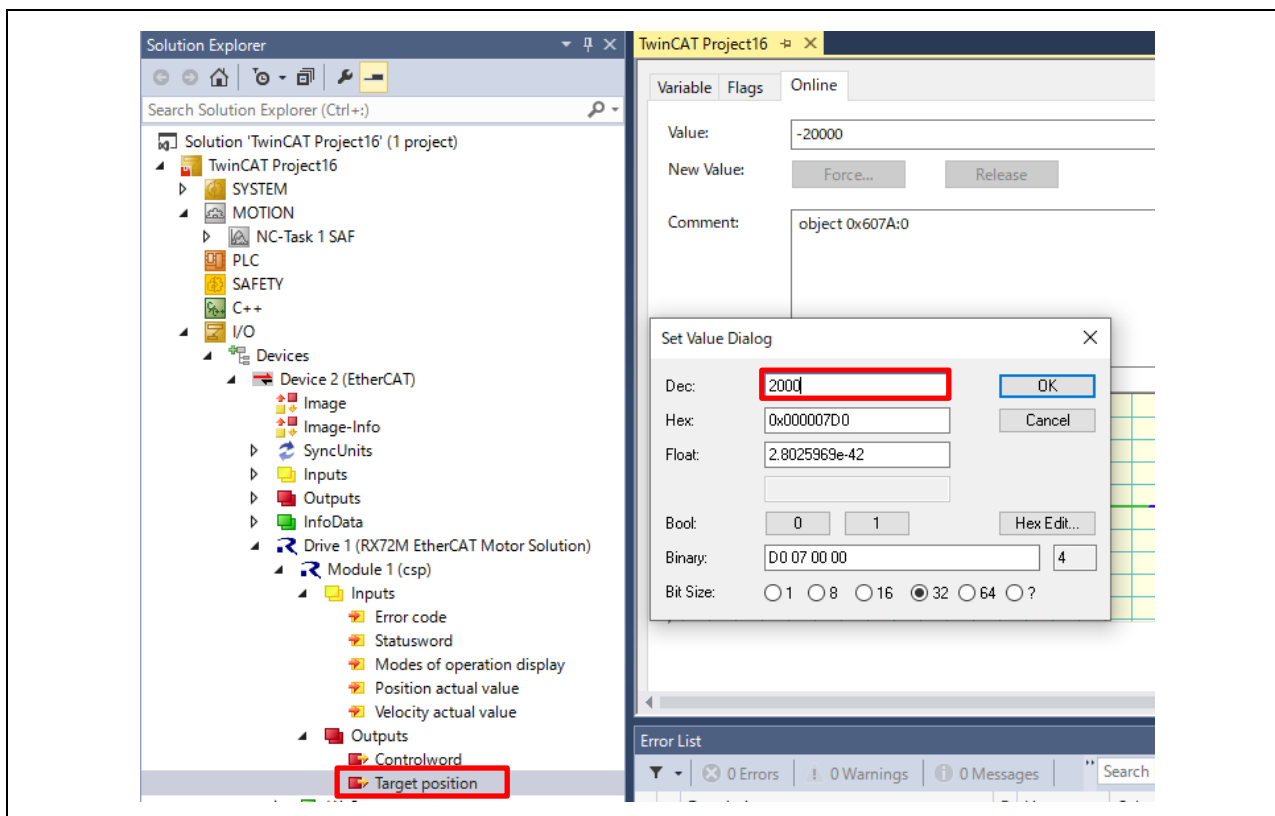 Solution Explorer
Search Solution Explorer (Ctrl+:)
Solution 'TwinCAT Project16' (1 project)
TwinCAT Project16
SYSTEM
MOTION
NC-Task 1 SAF
PLC
SAFETY
C++
I/O
Devices
Device 2 (EtherCAT)
Image
Image-Info
SyncUnits
Inputs
Outputs
InfoData
Drive 1 (RX72M EtherCAT Motor Solution)
Module 1 (csp)
Inputs
Error code
Statusword
Modes of operation display
Position actual value
Velocity actual value
Outputs
Controlword
Target position
TwinCAT Project16
Variable Flags Online
Value: -20000
New Value: Force... Release
Comment: object 0x607A:0
Set Value Dialog
Dec: 2000 OK
Hex: 0x000007D0 Cancel
Float: 2.8025969e-42
Bool: 0 1 Hex Edit...
Binary: D0 07 00 00 4
Bit Size: 1 8 16 32 64 ?
Error List
0 Errors 0 Warnings 0 Messages Search